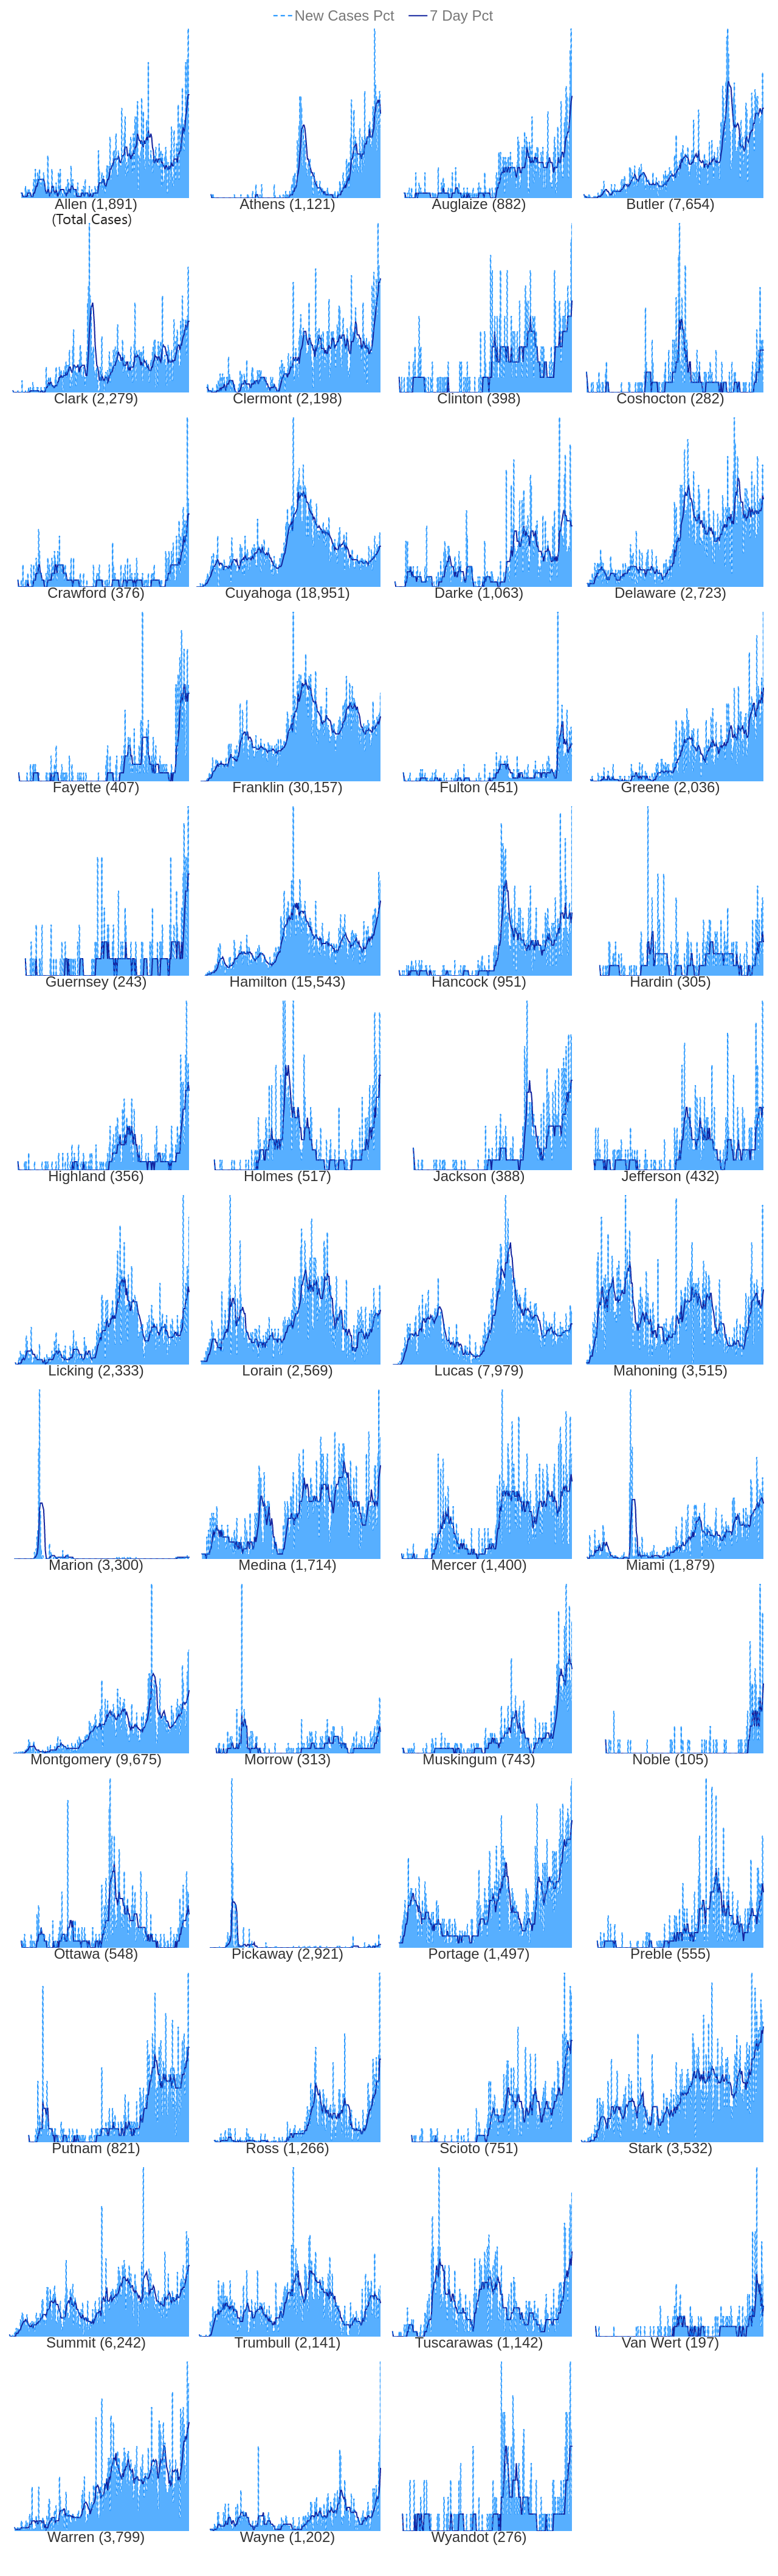 New Cases Pct 7 Day Pct
Allen (1,891) Athens (1,121) Auglaize (882) Butler (7,654)
(Total Cases)
Clark (2,279) Clermont (2,198) Clinton (398) Coshocton (282)
Crawford (376) Cuyahoga (18,951) Darke (1,063) Delaware (2,723)
Fayette (407) Franklin (30,157) Fulton (451) Greene (2,036)
Guernsey (243) Hamilton (15,543) Hancock (951) Hardin (305)
Highland (356) Holmes (517) Jackson (388) Jefferson (432)
Licking (2,333) Lorain (2,569) Lucas (7,979) Mahoning (3,515)
Marion (3,300) Medina (1,714) Mercer (1,400) Miami (1,879)
Montgomery (9,675) Morrow (313) Muskingum (743) Noble (105)
Ottawa (548) Pickaway (2,921) Portage (1,497) Preble (555)
Putnam (821) Ross (1,266) Scioto (751) Stark (3,532)
Summit (6,242) Trumbull (2,141) Tuscarawas (1,142) Van Wert (197)
Warren (3,799) Wayne (1,202) Wyandot (276)